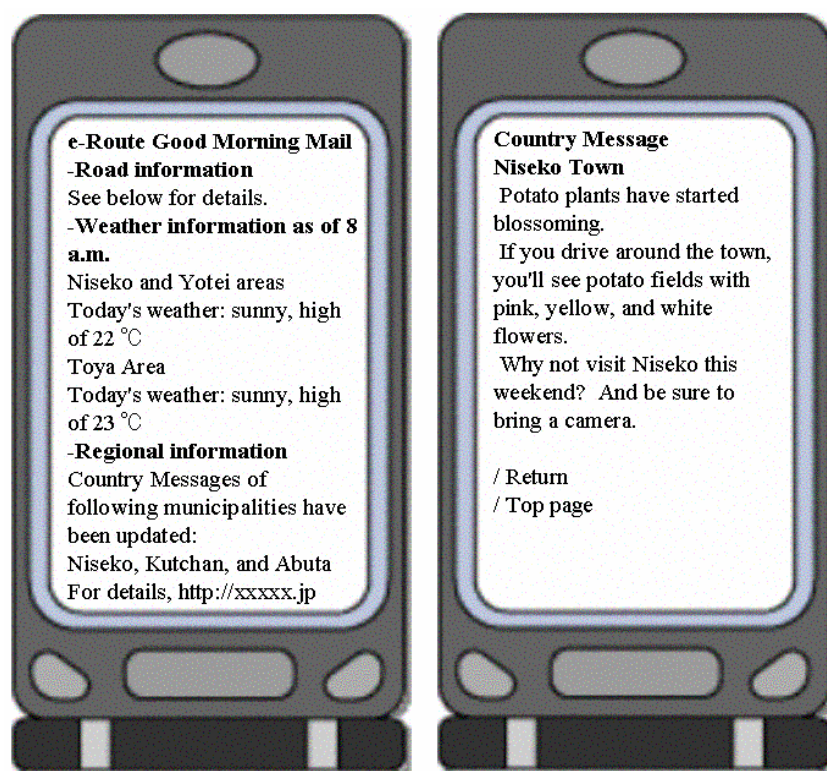 e-Route Good Morning Mail
-Road information
See below for details.
-Weather information as of 8
a.m.
Niseko and Yotei areas
Today's weather: sunny, high
of 22 ℃
Toya Area
Today's weather: sunny, high
of 23 ℃
-Regional information
Country Messages of
following municipalities have
been updated:
Niseko, Kutchan, and Abuta
For details, http://xxxxx.jp
Country Message
Niseko Town
Potato plants have started
blossoming.
If you drive around the town,
you'll see potato fields with
pink, yellow, and white
flowers.
Why not visit Niseko this
weekend?  And be sure to
bring a camera.
/ Return
/ Top page